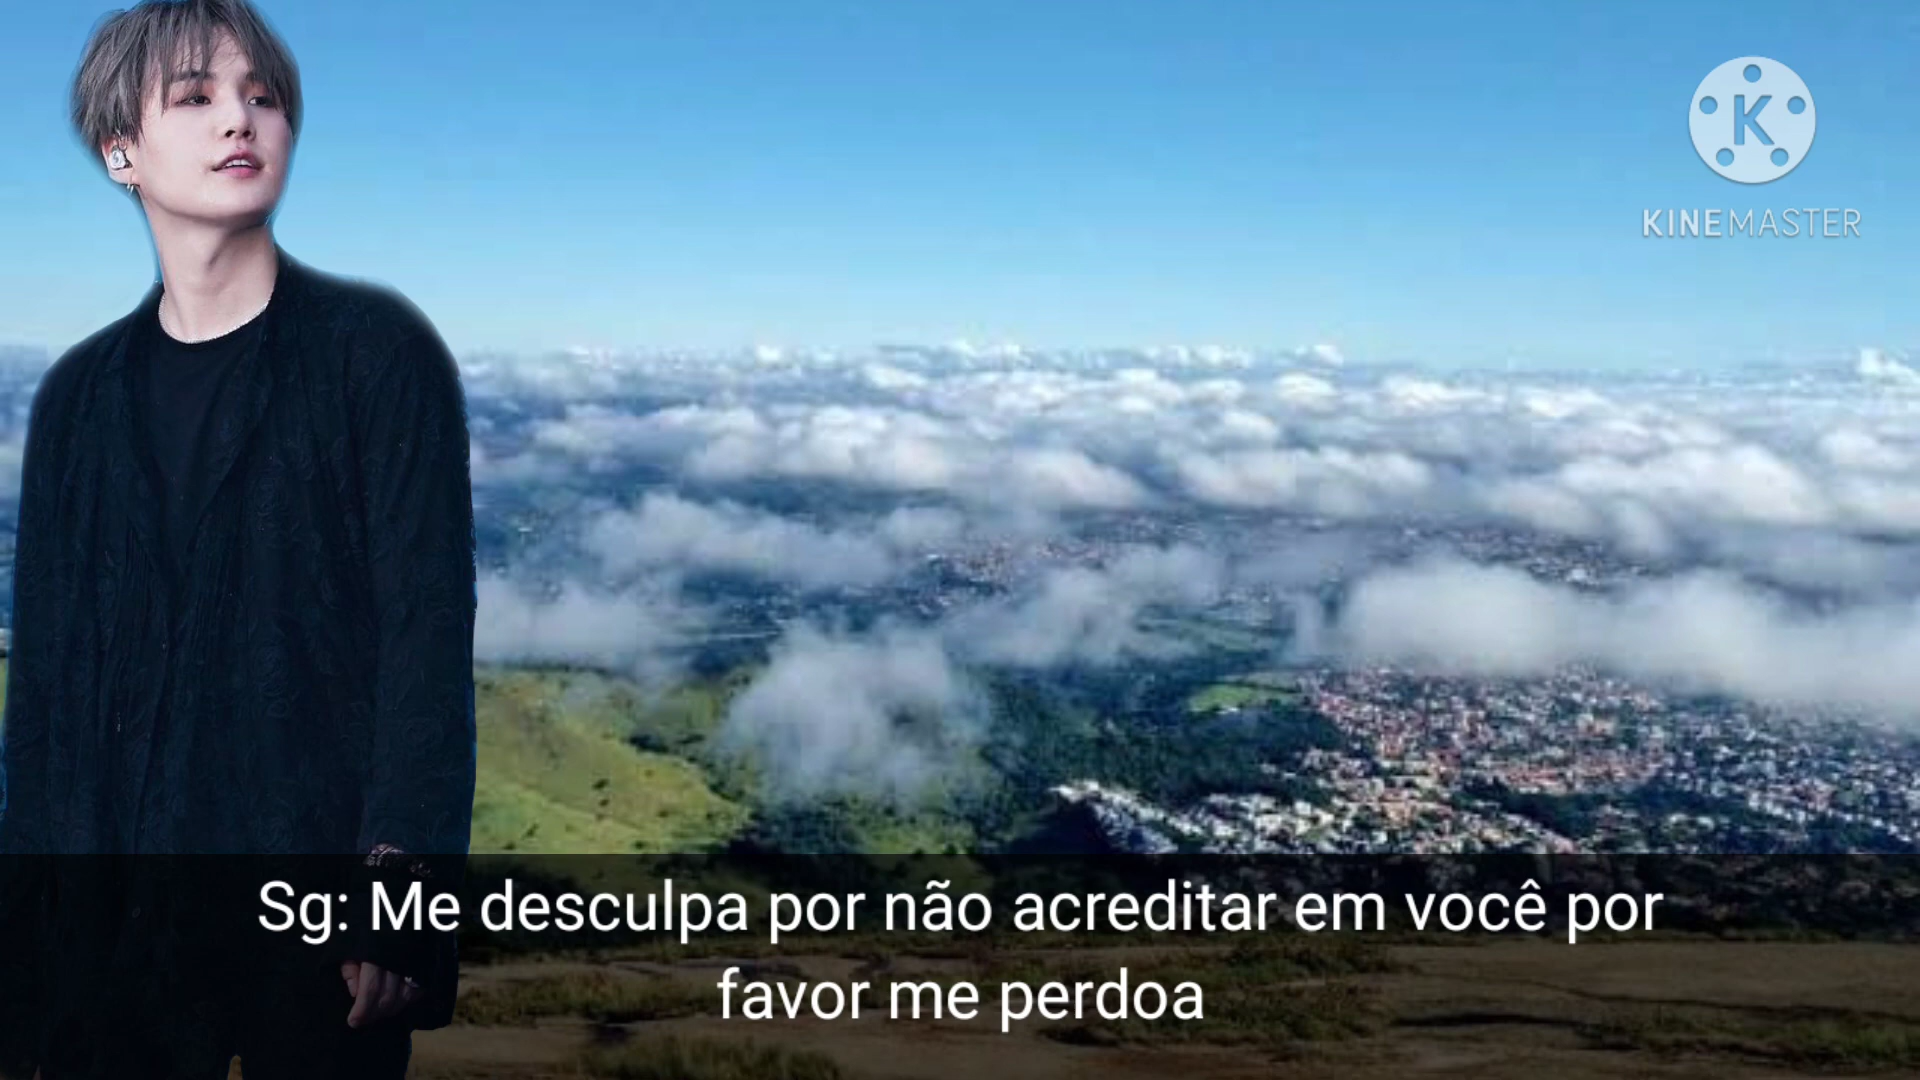 K
KINEMASTER
Sg: Me desculpa por não acreditar em você por
favor me perdoa